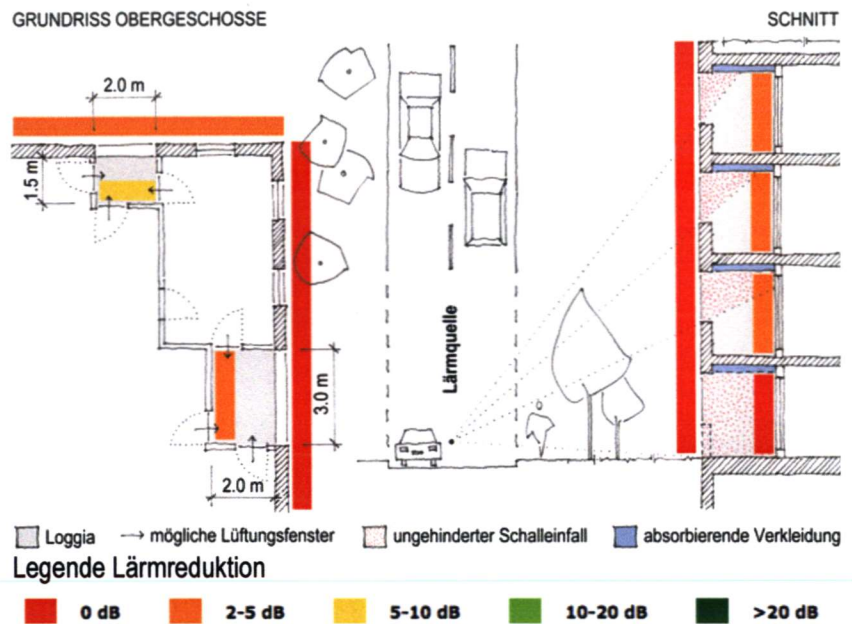 GRUNDRISS OBERGESCHOSSE
SCHNITT
2.0 m
1.5 m
Lärmquelle
3.0 m
2.0 m
Loggia → mögliche Lüftungsfenster ungehinderter Schalleinfall absorbierende Verkleidung
Legende Lärmreduktion
0 dB 2-5 dB 5-10 dB 10-20 dB >20 dB